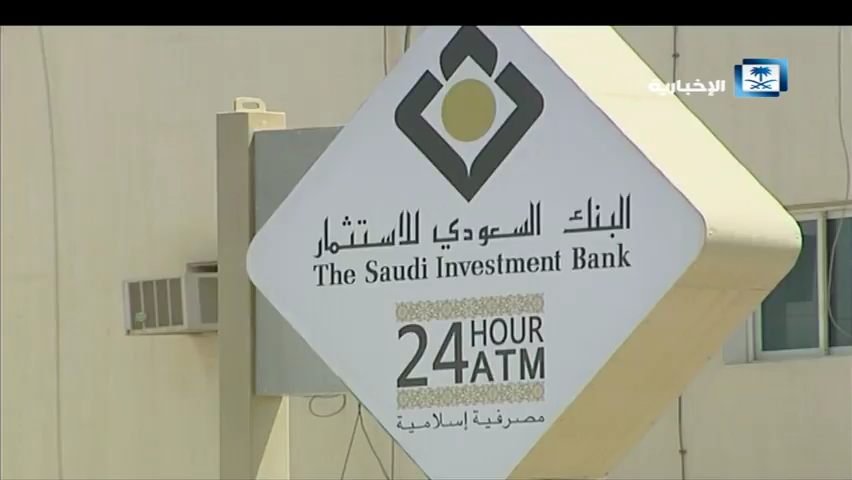 الإخبارية
البنك السعودي للاستثمار
The Saudi Investment Bank
24 HOUR
ATM
مصرفية إسلامية